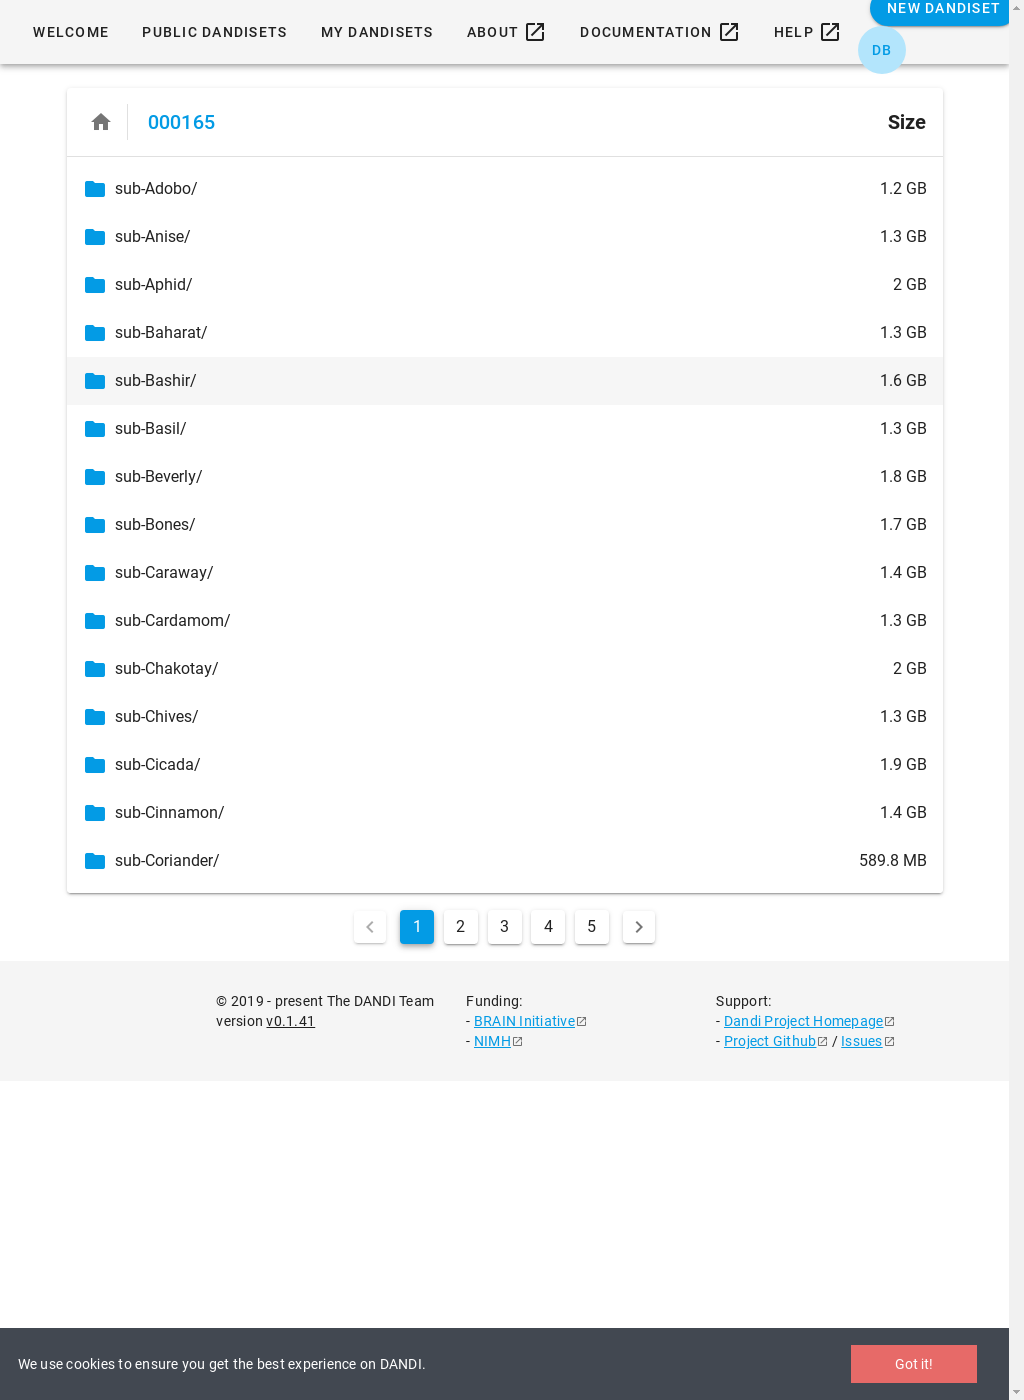 WELCOME PUBLIC DANDISETS MY DANDISETS ABOUT DOCUMENTATION HELP NEW DANDISET
DB
000165 Size
sub-Adobo/ 1.2 GB
sub-Anise/ 1.3 GB
sub-Aphid/ 2 GB
sub-Baharat/ 1.3 GB
sub-Bashir/ 1.6 GB
sub-Basil/ 1.3 GB
sub-Beverly/ 1.8 GB
sub-Bones/ 1.7 GB
sub-Caraway/ 1.4 GB
sub-Cardamom/ 1.3 GB
sub-Chakotay/ 2 GB
sub-Chives/ 1.3 GB
sub-Cicada/ 1.9 GB
sub-Cinnamon/ 1.4 GB
sub-Coriander/ 589.8 MB
1 2 3 4 5
© 2019 - present The DANDI Team
version v0.1.41
Funding:
- BRAIN Initiative
- NIMH
Support:
- Dandi Project Homepage
- Project Github / Issues
We use cookies to ensure you get the best experience on DANDI. Got it!